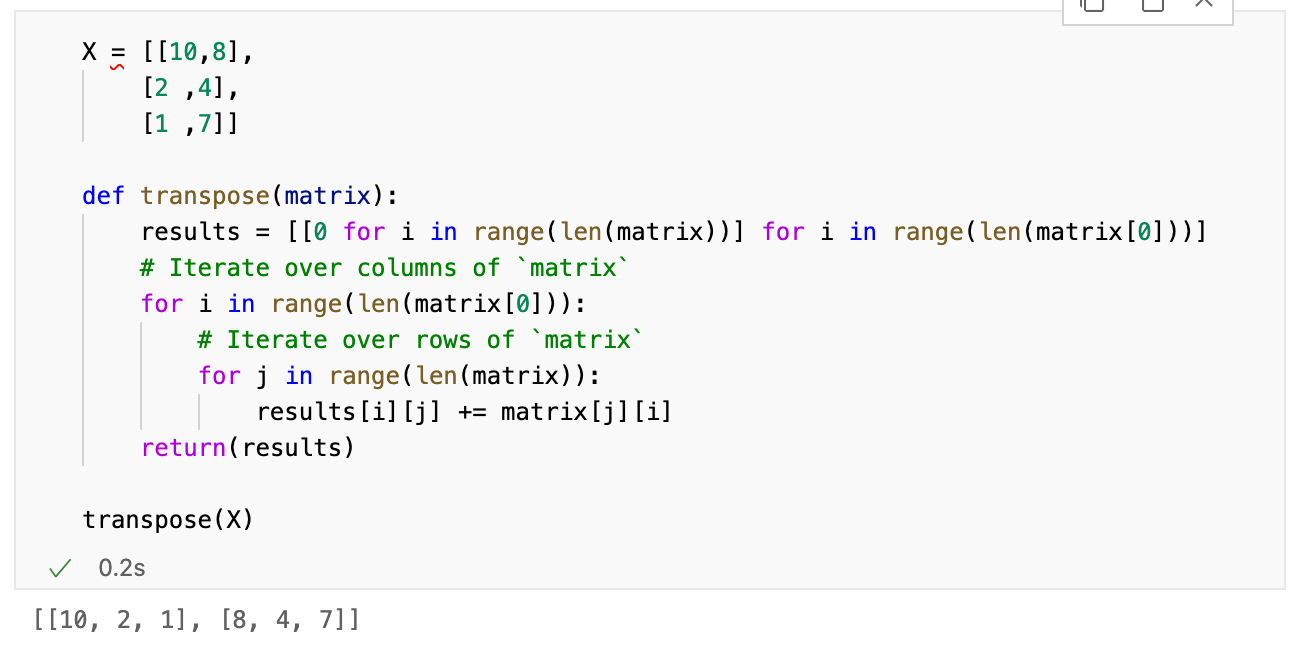 X = [[10,8],
    [2 ,4],
    [1 ,7]]
def transpose(matrix):
    results = [[0 for i in range(len(matrix))] for i in range(len(matrix[0]))]
    # Iterate over columns of `matrix`
    for i in range(len(matrix[0])):
        # Iterate over rows of `matrix`
        for j in range(len(matrix)):
            results[i][j] += matrix[j][i]
    return(results)
transpose(X)
0.2s
[[10, 2, 1], [8, 4, 7]]